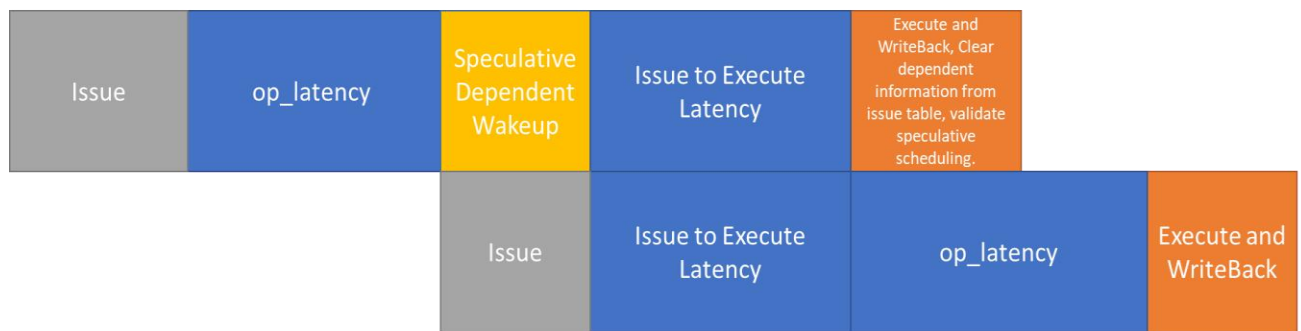 Issue
op_latency
Speculative
Dependent
Wakeup
Issue to Execute
Latency
Execute and
WriteBack, Clear
dependent
information from
issue table, validate
speculative
scheduling.
Issue
Issue to Execute
Latency
op_latency
Execute and
WriteBack